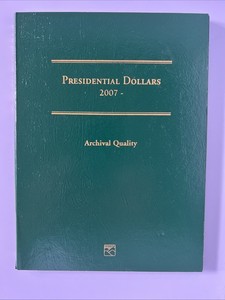 PRESIDENTIAL DOLLARS
2007 -
Archival Quality